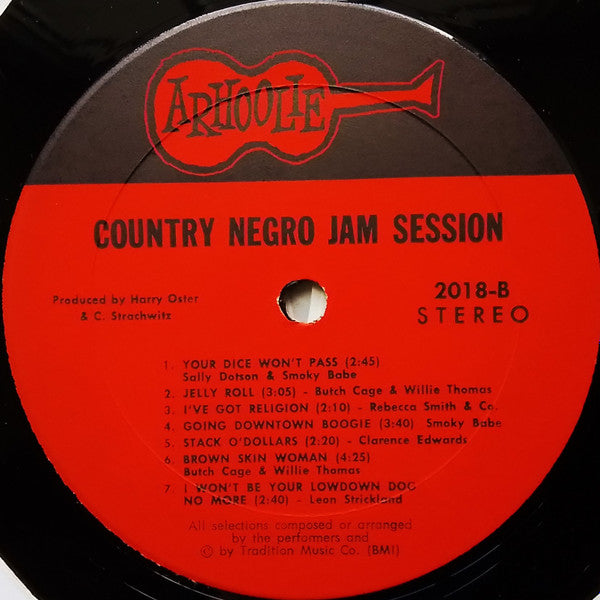 ARHOOLIE
COUNTRY NEGRO JAM SESSION
Produced by Harry Oster
& C. Strachwitz
2018-B
STEREO
1. YOUR DICE WON'T PASS (2:45)
Sally Dotson & Smoky Babe
2. JELLY ROLL (3:05) - Butch Cage & Willie Thomas
3. I'VE GOT RELIGION (2:10) - Rebecca Smith & Co.
4. GOING DOWNTOWN BOOGIE (3:40) Smoky Babe
5. STACK O'DOLLARS (2:20) - Clarence Edwards
6. BROWN SKIN WOMAN (4:25)
Butch Cage & Willie Thomas
7. I WON'T BE YOUR LOWDOWN DOG
NO MORE (2:40) - Leon Strickland
All selections composed or arranged
by the performers and
© by Tradition Music Co. (BMI)